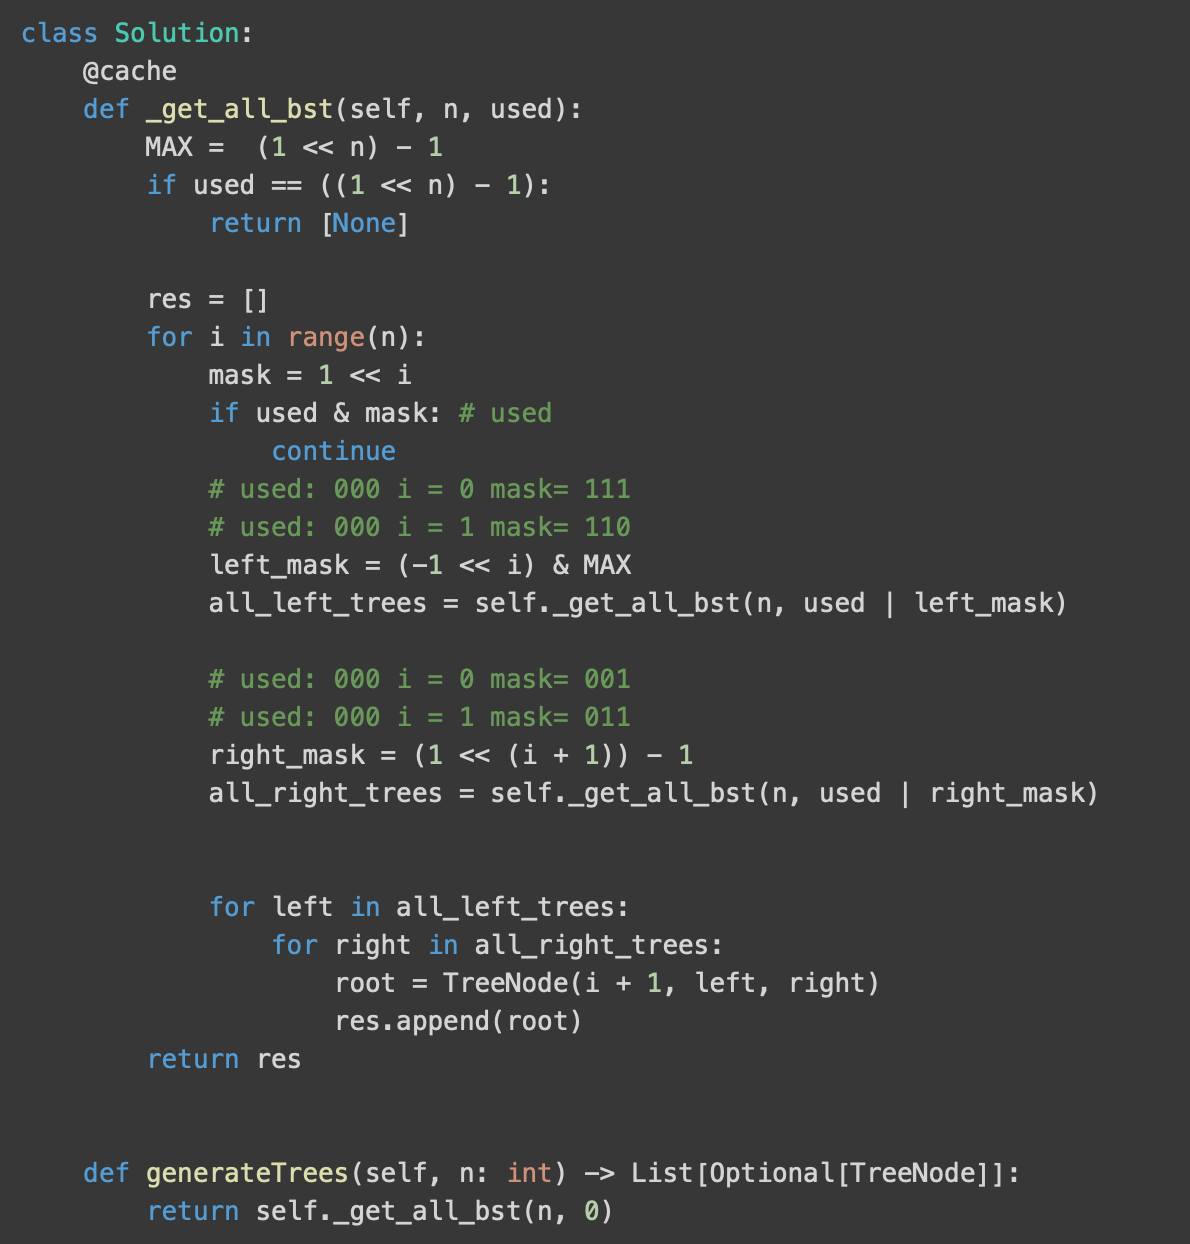 class Solution:
    @cache
    def _get_all_bst(self, n, used):
        MAX =  (1 << n) - 1
        if used == ((1 << n) - 1):
            return [None]

        res = []
        for i in range(n):
            mask = 1 << i
            if used & mask: # used
                continue
            # used: 000 i = 0 mask= 111
            # used: 000 i = 1 mask= 110
            left_mask = (-1 << i) & MAX
            all_left_trees = self._get_all_bst(n, used | left_mask)

            # used: 000 i = 0 mask= 001
            # used: 000 i = 1 mask= 011
            right_mask = (1 << (i + 1)) - 1
            all_right_trees = self._get_all_bst(n, used | right_mask)


            for left in all_left_trees:
                for right in all_right_trees:
                    root = TreeNode(i + 1, left, right)
                    res.append(root)
        return res


    def generateTrees(self, n: int) -> List[Optional[TreeNode]]:
        return self._get_all_bst(n, 0)